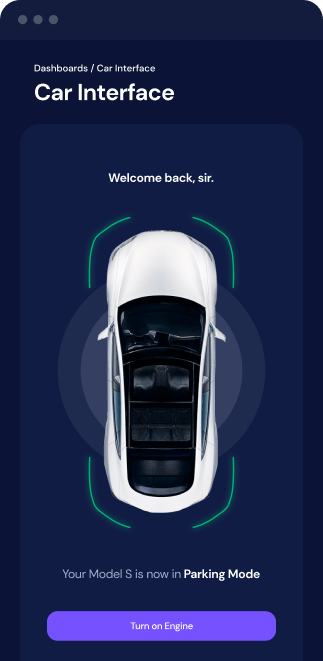 Dashboards / Car Interface
Car Interface
Welcome back, sir.
Your Model S is now in Parking Mode
Turn on Engine